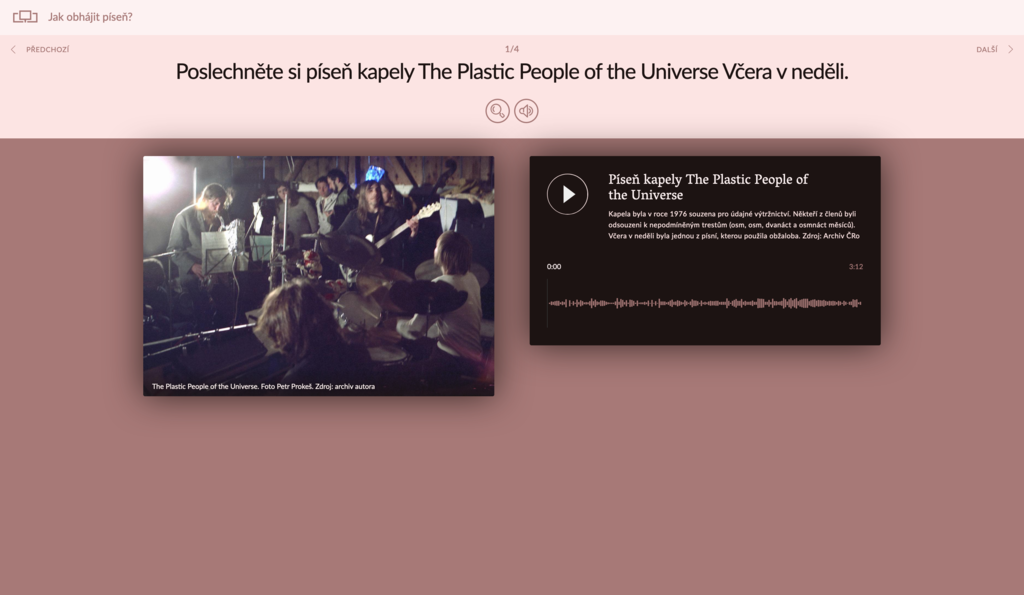 Jak obhájit píseň?
PŘEDCHOZÍ
1/4
DALŠÍ
Poslechněte si píseň kapely The Plastic People of the Universe Včera v neděli.
The Plastic People of the Universe. Foto Petr Prokeš. Zdroj: archiv autora
Píseň kapely The Plastic People of
the Universe
Kapela byla v roce 1976 souzena pro údajné výtržnictví. Někteří z členů byli
odsouzeni k nepodmíněným trestům (osm, osm, dvanáct a osmnáct měsíců).
Včera v neděli byla jednou z písní, kterou použila obžaloba. Zdroj: Archiv ČRo
0:00
3:12